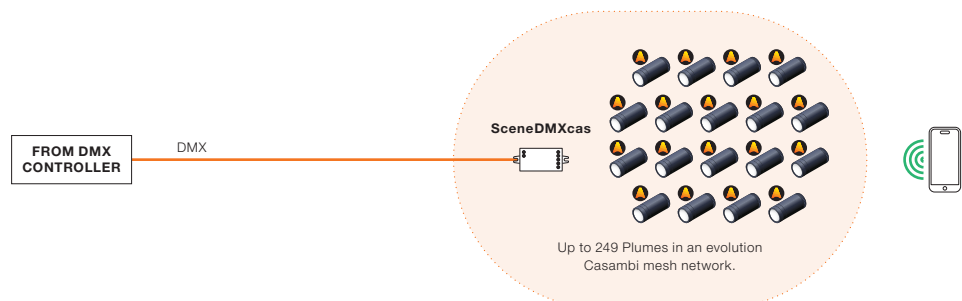 FROM DMX
CONTROLLER
DMX
SceneDMXcas
Up to 249 Plumes in an evolution
Casambi mesh network.